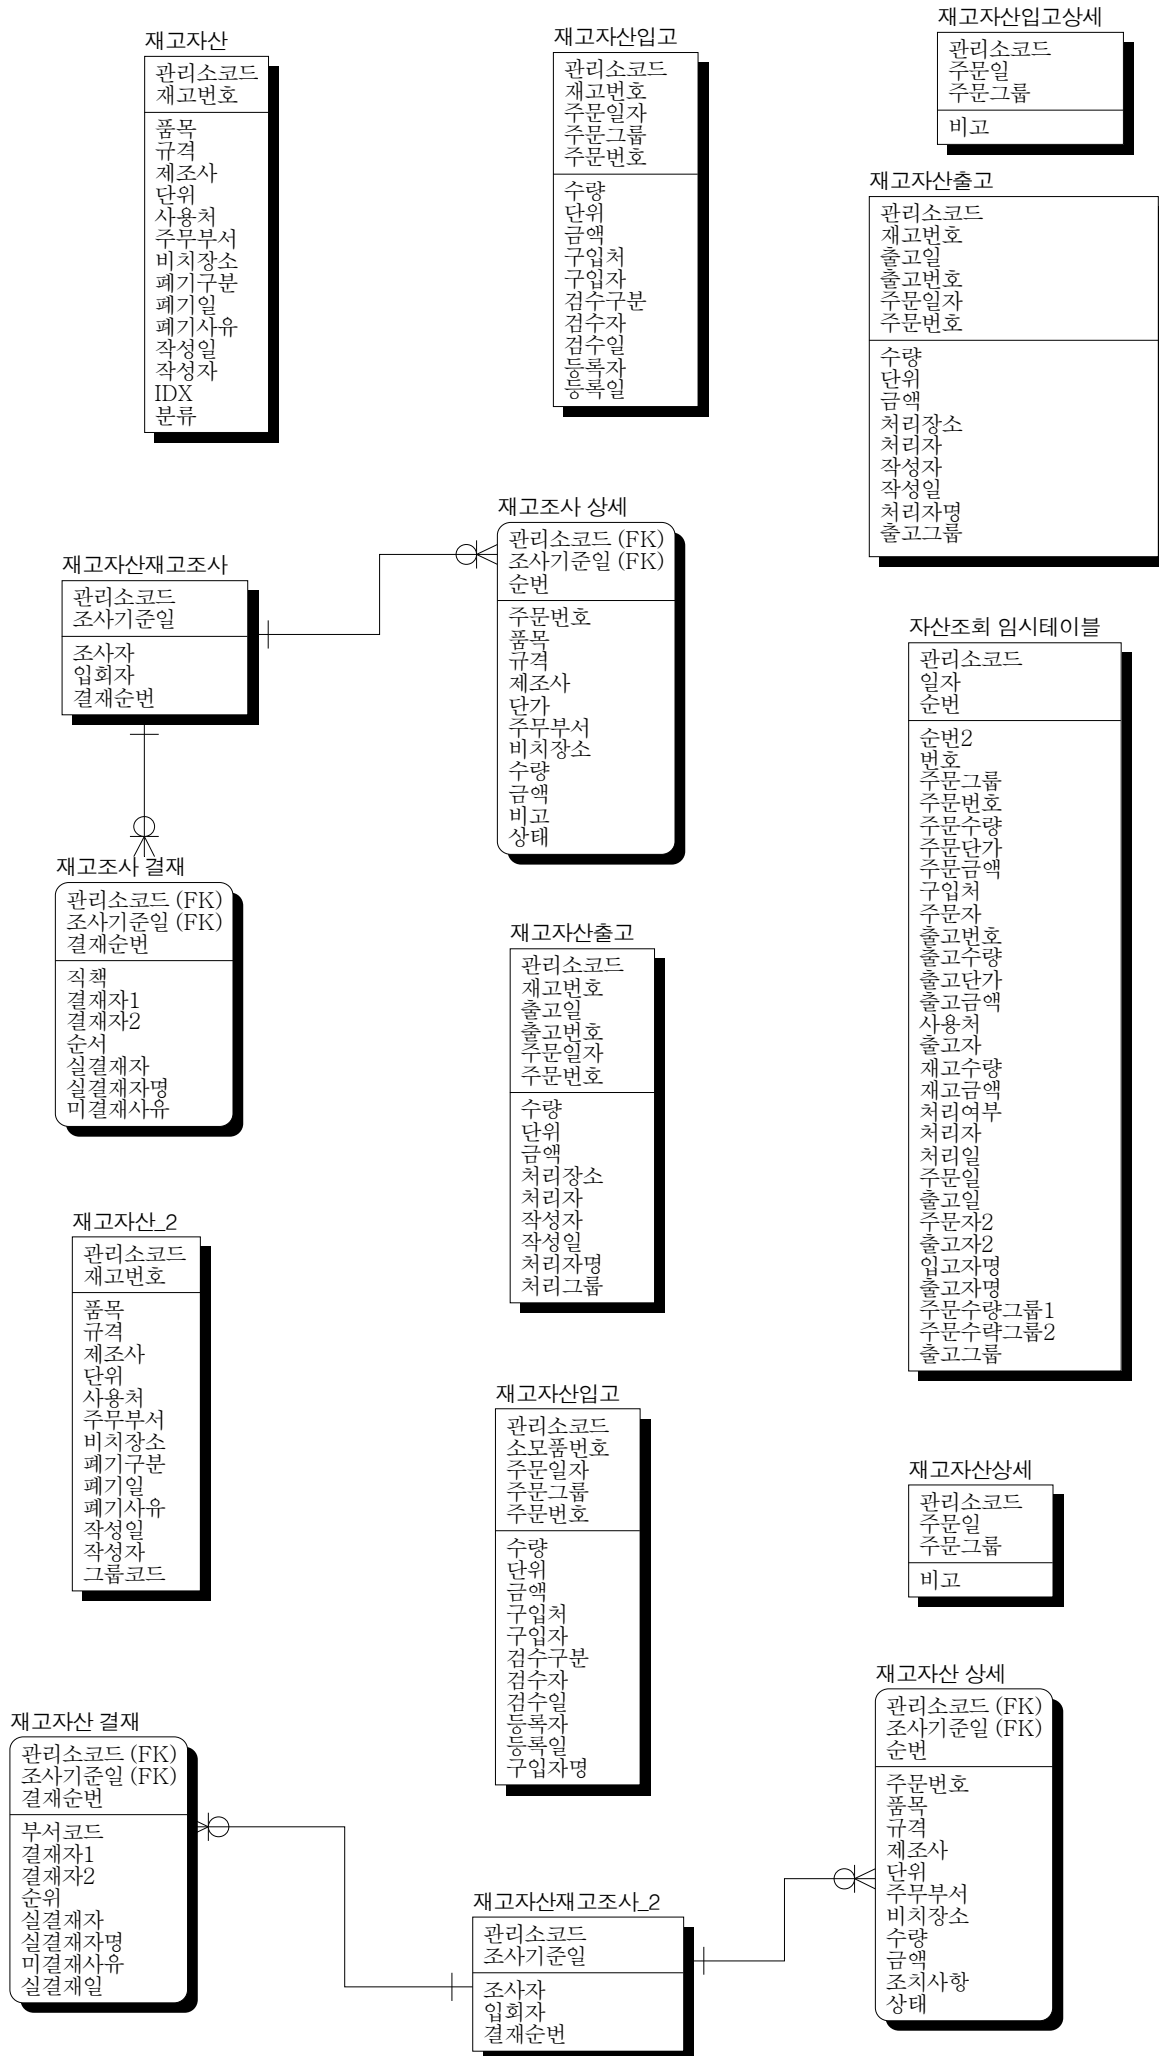 재고자산
관리소코드
재고번호
품목
규격
제조사
단위
사용처
주무부서
비치장소
폐기구분
폐기일
폐기사유
작성일
작성자
IDX
분류
재고자산입고
관리소코드
재고번호
주문일자
주문그룹
주문번호
수량
단위
금액
구입처
구입자
검수구분
검수자
검수일
등록자
등록일
재고자산입고상세
관리소코드
주문일
주문그룹
비고
재고자산출고
관리소코드
재고번호
출고일
출고번호
주문일자
주문번호
수량
단위
금액
처리장소
처리자
작성자
작성일
처리자명
출고그룹
재고자산재고조사
관리소코드
조사기준일
조사자
입회자
결재순번
재고조사 상세
관리소코드 (FK)
조사기준일 (FK)
순번
주문번호
품목
규격
제조사
단가
주무부서
비치장소
수량
금액
비고
상태
자산조회 임시테이블
관리소코드
일자
순번
순번2
번호
주문그룹
주문번호
주문수량
주문단가
주문금액
구입처
주문자
출고번호
출고수량
출고단가
출고금액
사용처
출고자
재고수량
재고금액
처리여부
처리자
처리일
주문일
출고일
주문자2
출고자2
입고자명
출고자명
주문수량그룹1
주문수략그룹2
출고그룹
재고조사 결재
관리소코드 (FK)
조사기준일 (FK)
결재순번
직책
결재자1
결재자2
순서
실결재자
실결재자명
미결재사유
재고자산출고
관리소코드
재고번호
출고일
출고번호
주문일자
주문번호
수량
단위
금액
처리장소
처리자
작성자
작성일
처리자명
처리그룹
재고자산_2
관리소코드
재고번호
품목
규격
제조사
단위
사용처
주무부서
비치장소
폐기구분
폐기일
폐기사유
작성일
작성자
그룹코드
재고자산입고
관리소코드
소모품번호
주문일자
주문그룹
주문번호
수량
단위
금액
구입처
구입자
검수구분
검수자
검수일
등록자
등록일
구입자명
재고자산상세
관리소코드
주문일
주문그룹
비고
재고자산 결재
관리소코드 (FK)
조사기준일 (FK)
결재순번
부서코드
결재자1
결재자2
순위
실결재자
실결재자명
미결재사유
실결재일
재고자산재고조사_2
관리소코드
조사기준일
조사자
입회자
결재순번
재고자산 상세
관리소코드 (FK)
조사기준일 (FK)
순번
주문번호
품목
규격
제조사
단위
주무부서
비치장소
수량
금액
조치사항
상태